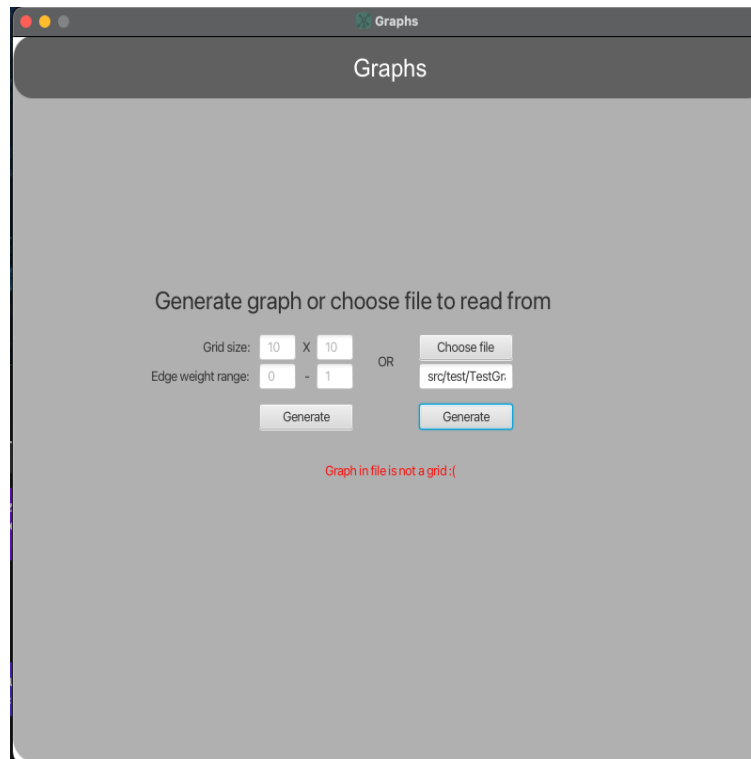 Graphs
Graphs
Generate graph or choose file to read from
Grid size: 10 X 10 OR Choose file
Edge weight range: 0 - 1 src/test/TestGr
Generate Generate
Graph in file is not a grid :(